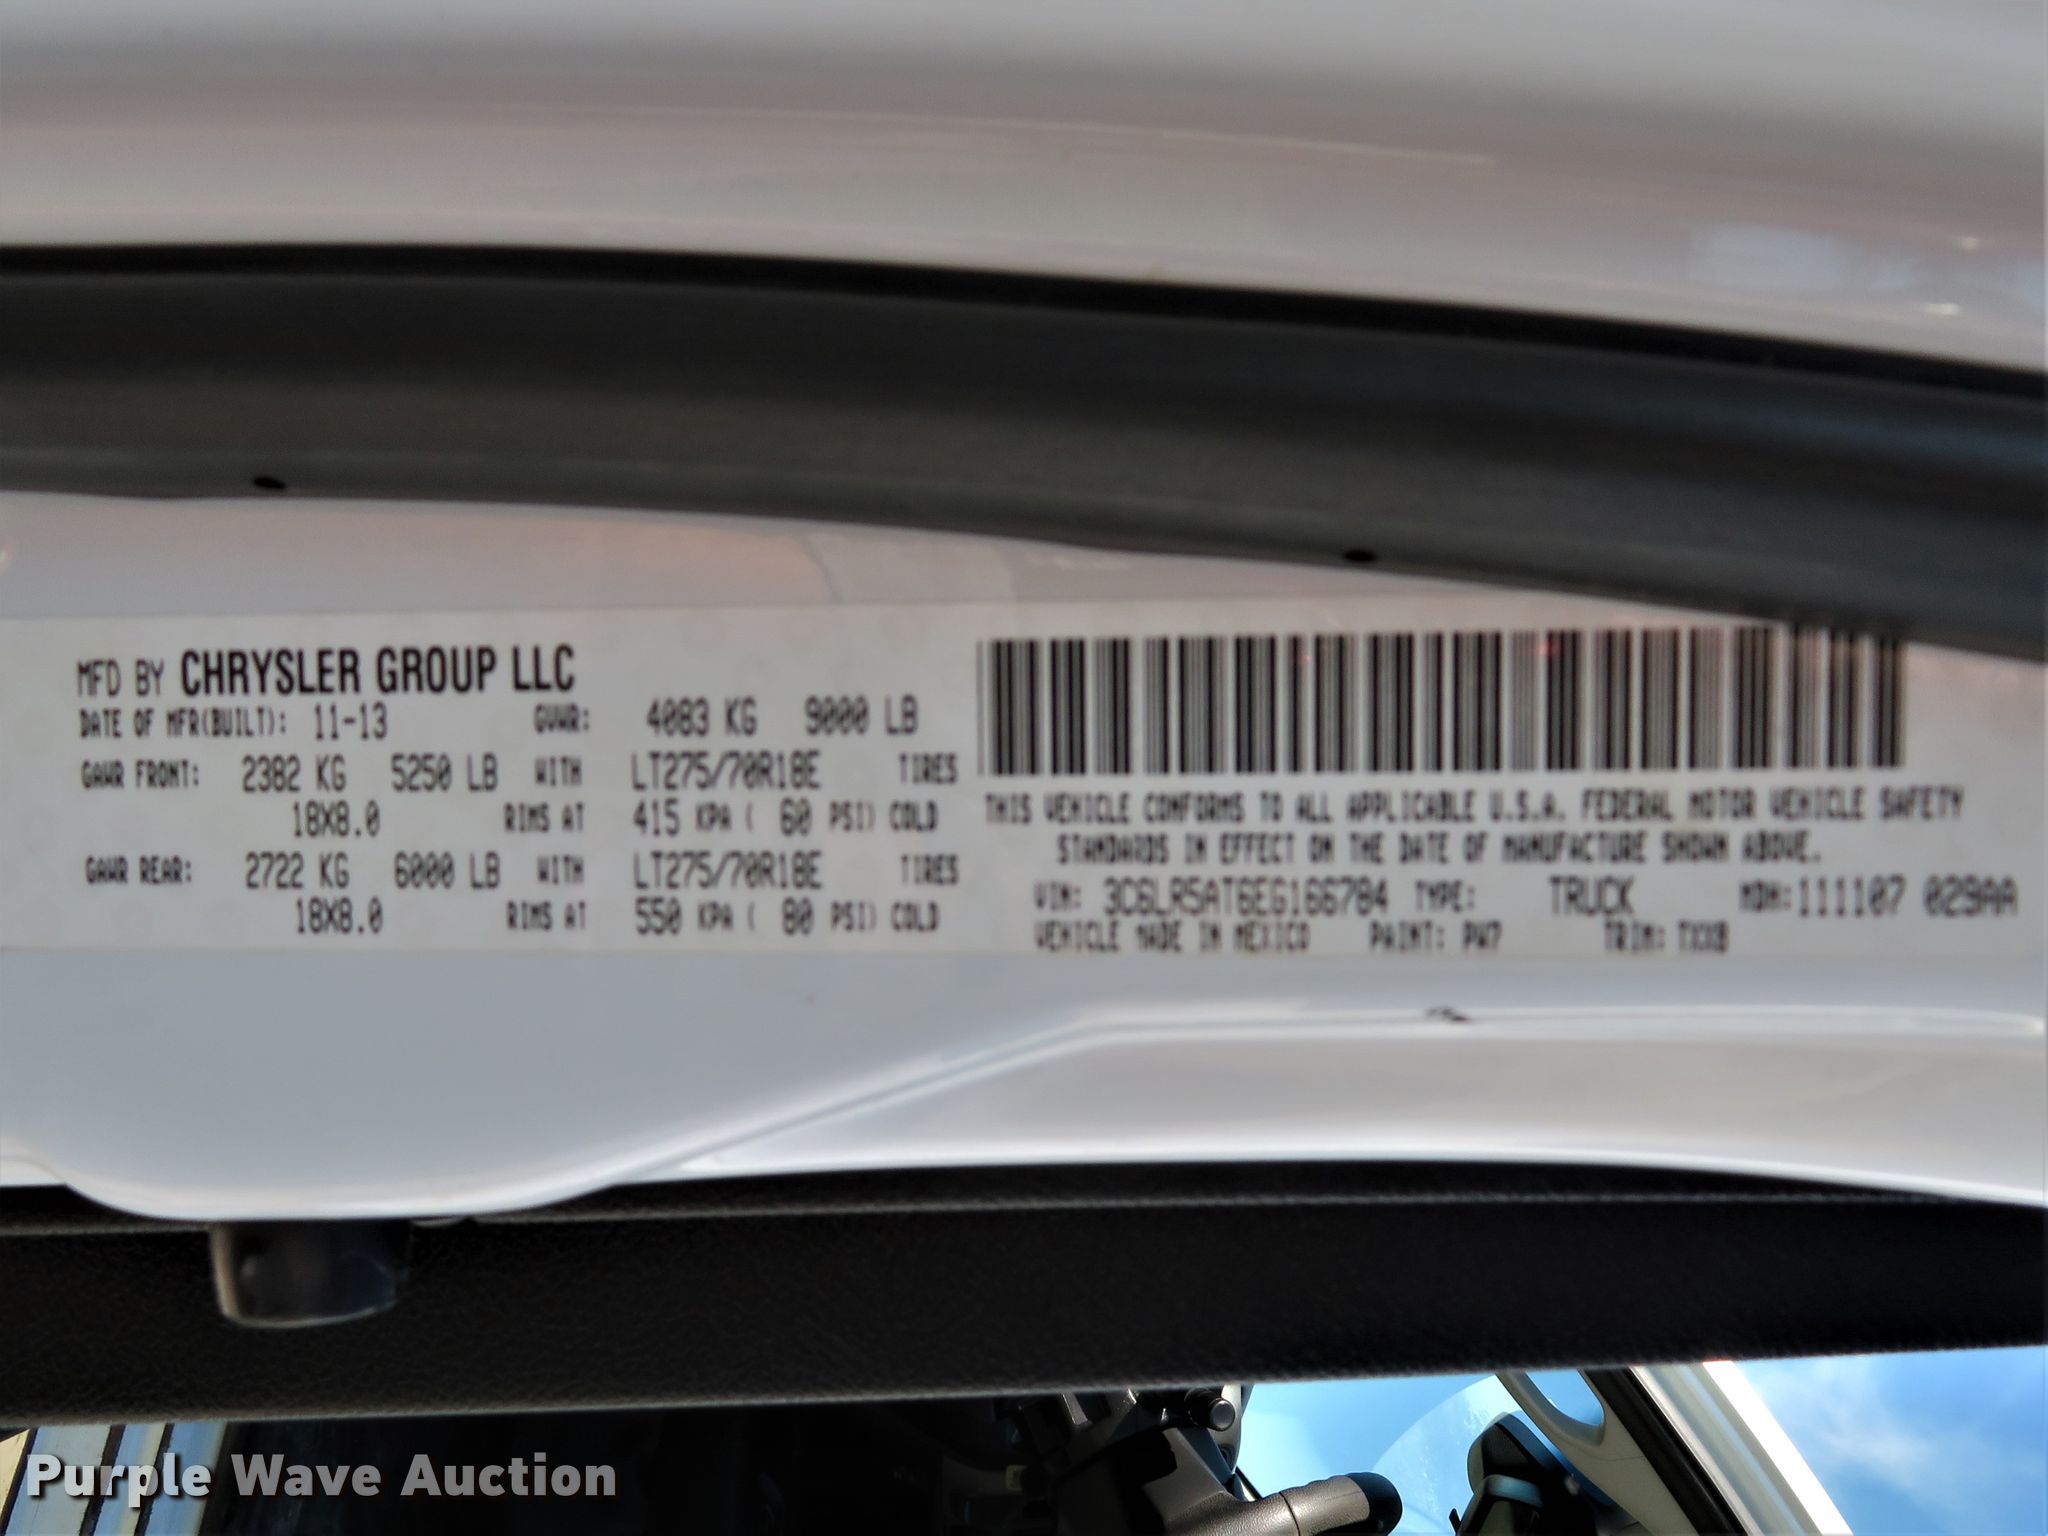 MFD BY CHRYSLER GROUP LLC
DATE OF MFR(BUILT): 11-13 GVWR: 4083 KG 9000 LB
GAWR FRONT: 2382 KG 5250 LB WITH LT275/70R18E TIRES
18X8.0 RIMS AT 415 KPA ( 60 PSI) COLD
GAWR REAR: 2722 KG 6000 LB WITH LT275/70R18E TIRES
18X8.0 RIMS AT 550 KPA ( 80 PSI) COLD
THIS VEHICLE CONFORMS TO ALL APPLICABLE U.S.A. FEDERAL MOTOR VEHICLE SAFETY
STANDARDS IN EFFECT ON THE DATE OF MANUFACTURE SHOWN ABOVE.
VIN: 3C6LR5AT6EG166784 TYPE: TRUCK MDH: 111107 029AA
VEHICLE MADE IN MEXICO PAINT: PW7 TRIM: TXX8
Purple Wave Auction